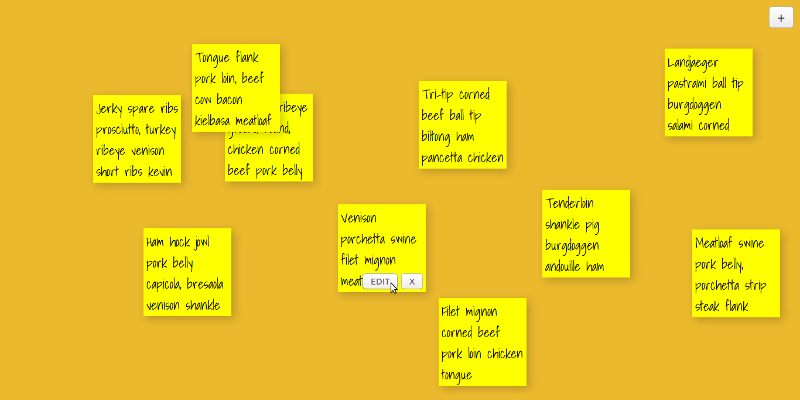 +
Tongue flank
pork loin, beef
cow bacon
kielbasa meatloaf
Jerky spare ribs
prosciutto, turkey
ribeye venison
short ribs kevin
ribeye
chicken corned
beef pork belly
Tri-tip corned
beef ball tip
biltong ham
pancetta chicken
Landjaeger
pastrami ball tip
burgdoggen
salami corned
Ham hock jowl
pork belly
capicola, bresaola
venison shankle
Venison
porchetta swine
filet mignon
EDIT X
Tenderloin
shankle pig
burgdoggen
andouille ham
Meatloaf swine
pork belly,
porchetta strip
steak flank
Filet mignon
corned beef
pork loin chicken
tongue